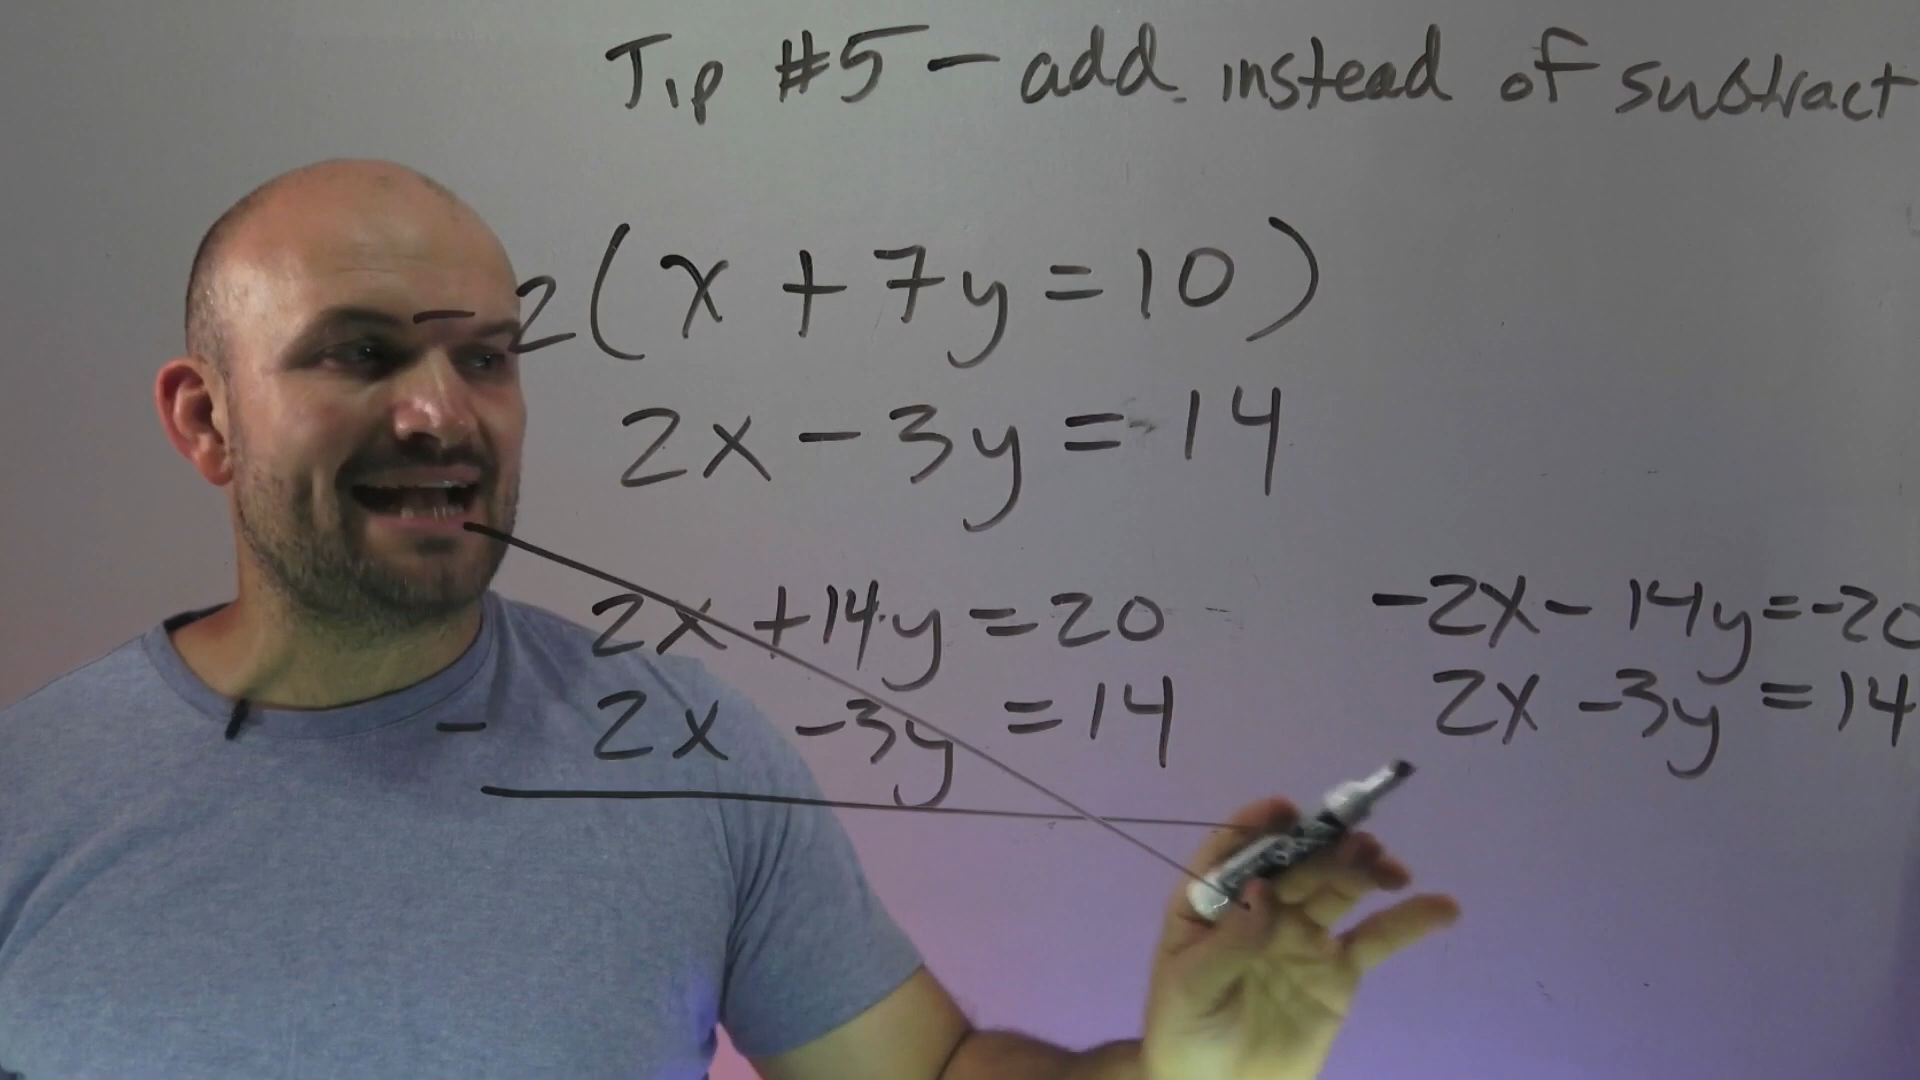 Tip #5 - add instead of subtract
-2(x + 7y = 10)
2x - 3y = 14
2x + 14y = 20
- 2x - 3y = 14
-2x - 14y = -20
2x - 3y = 14